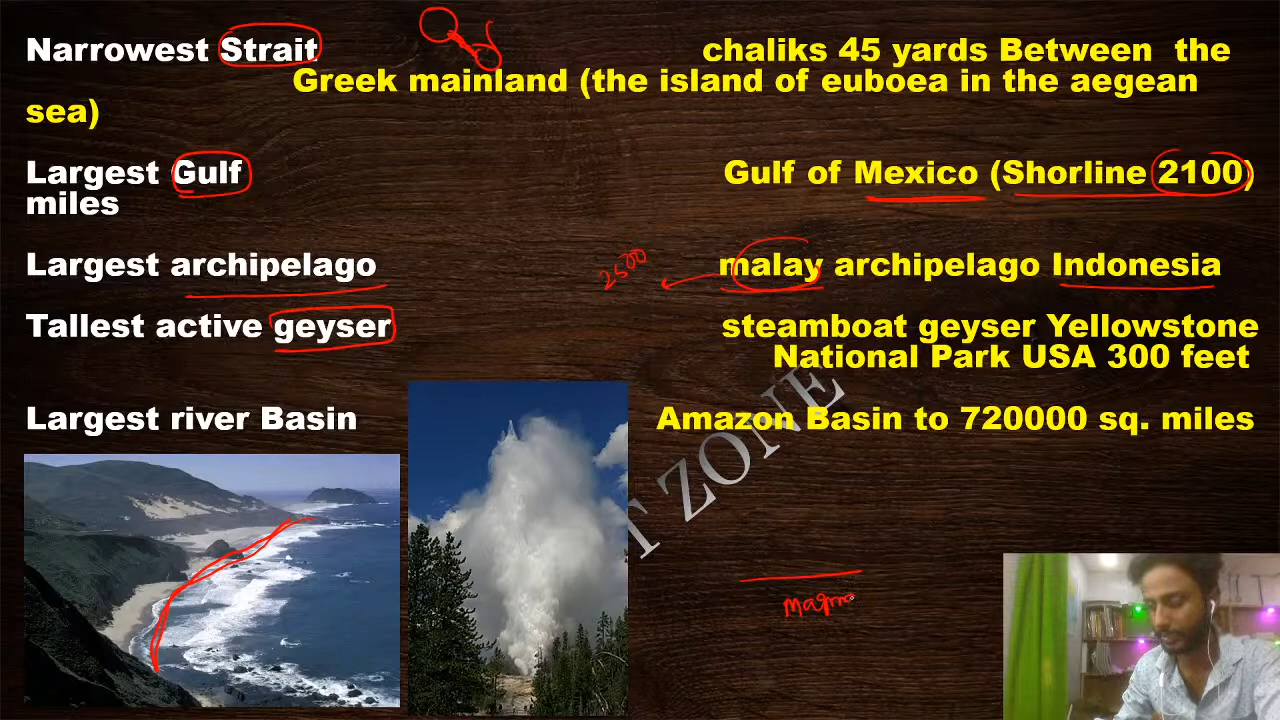 Narrowest Strait chaliks 45 yards Between the
Greek mainland (the island of euboea in the aegean
sea)
Largest Gulf Gulf of Mexico (Shorline 2100)
miles
Largest archipelago malay archipelago Indonesia
2500
Tallest active geyser steamboat geyser Yellowstone
National Park USA 300 feet
Largest river Basin Amazon Basin to 720000 sq. miles
T ZONE